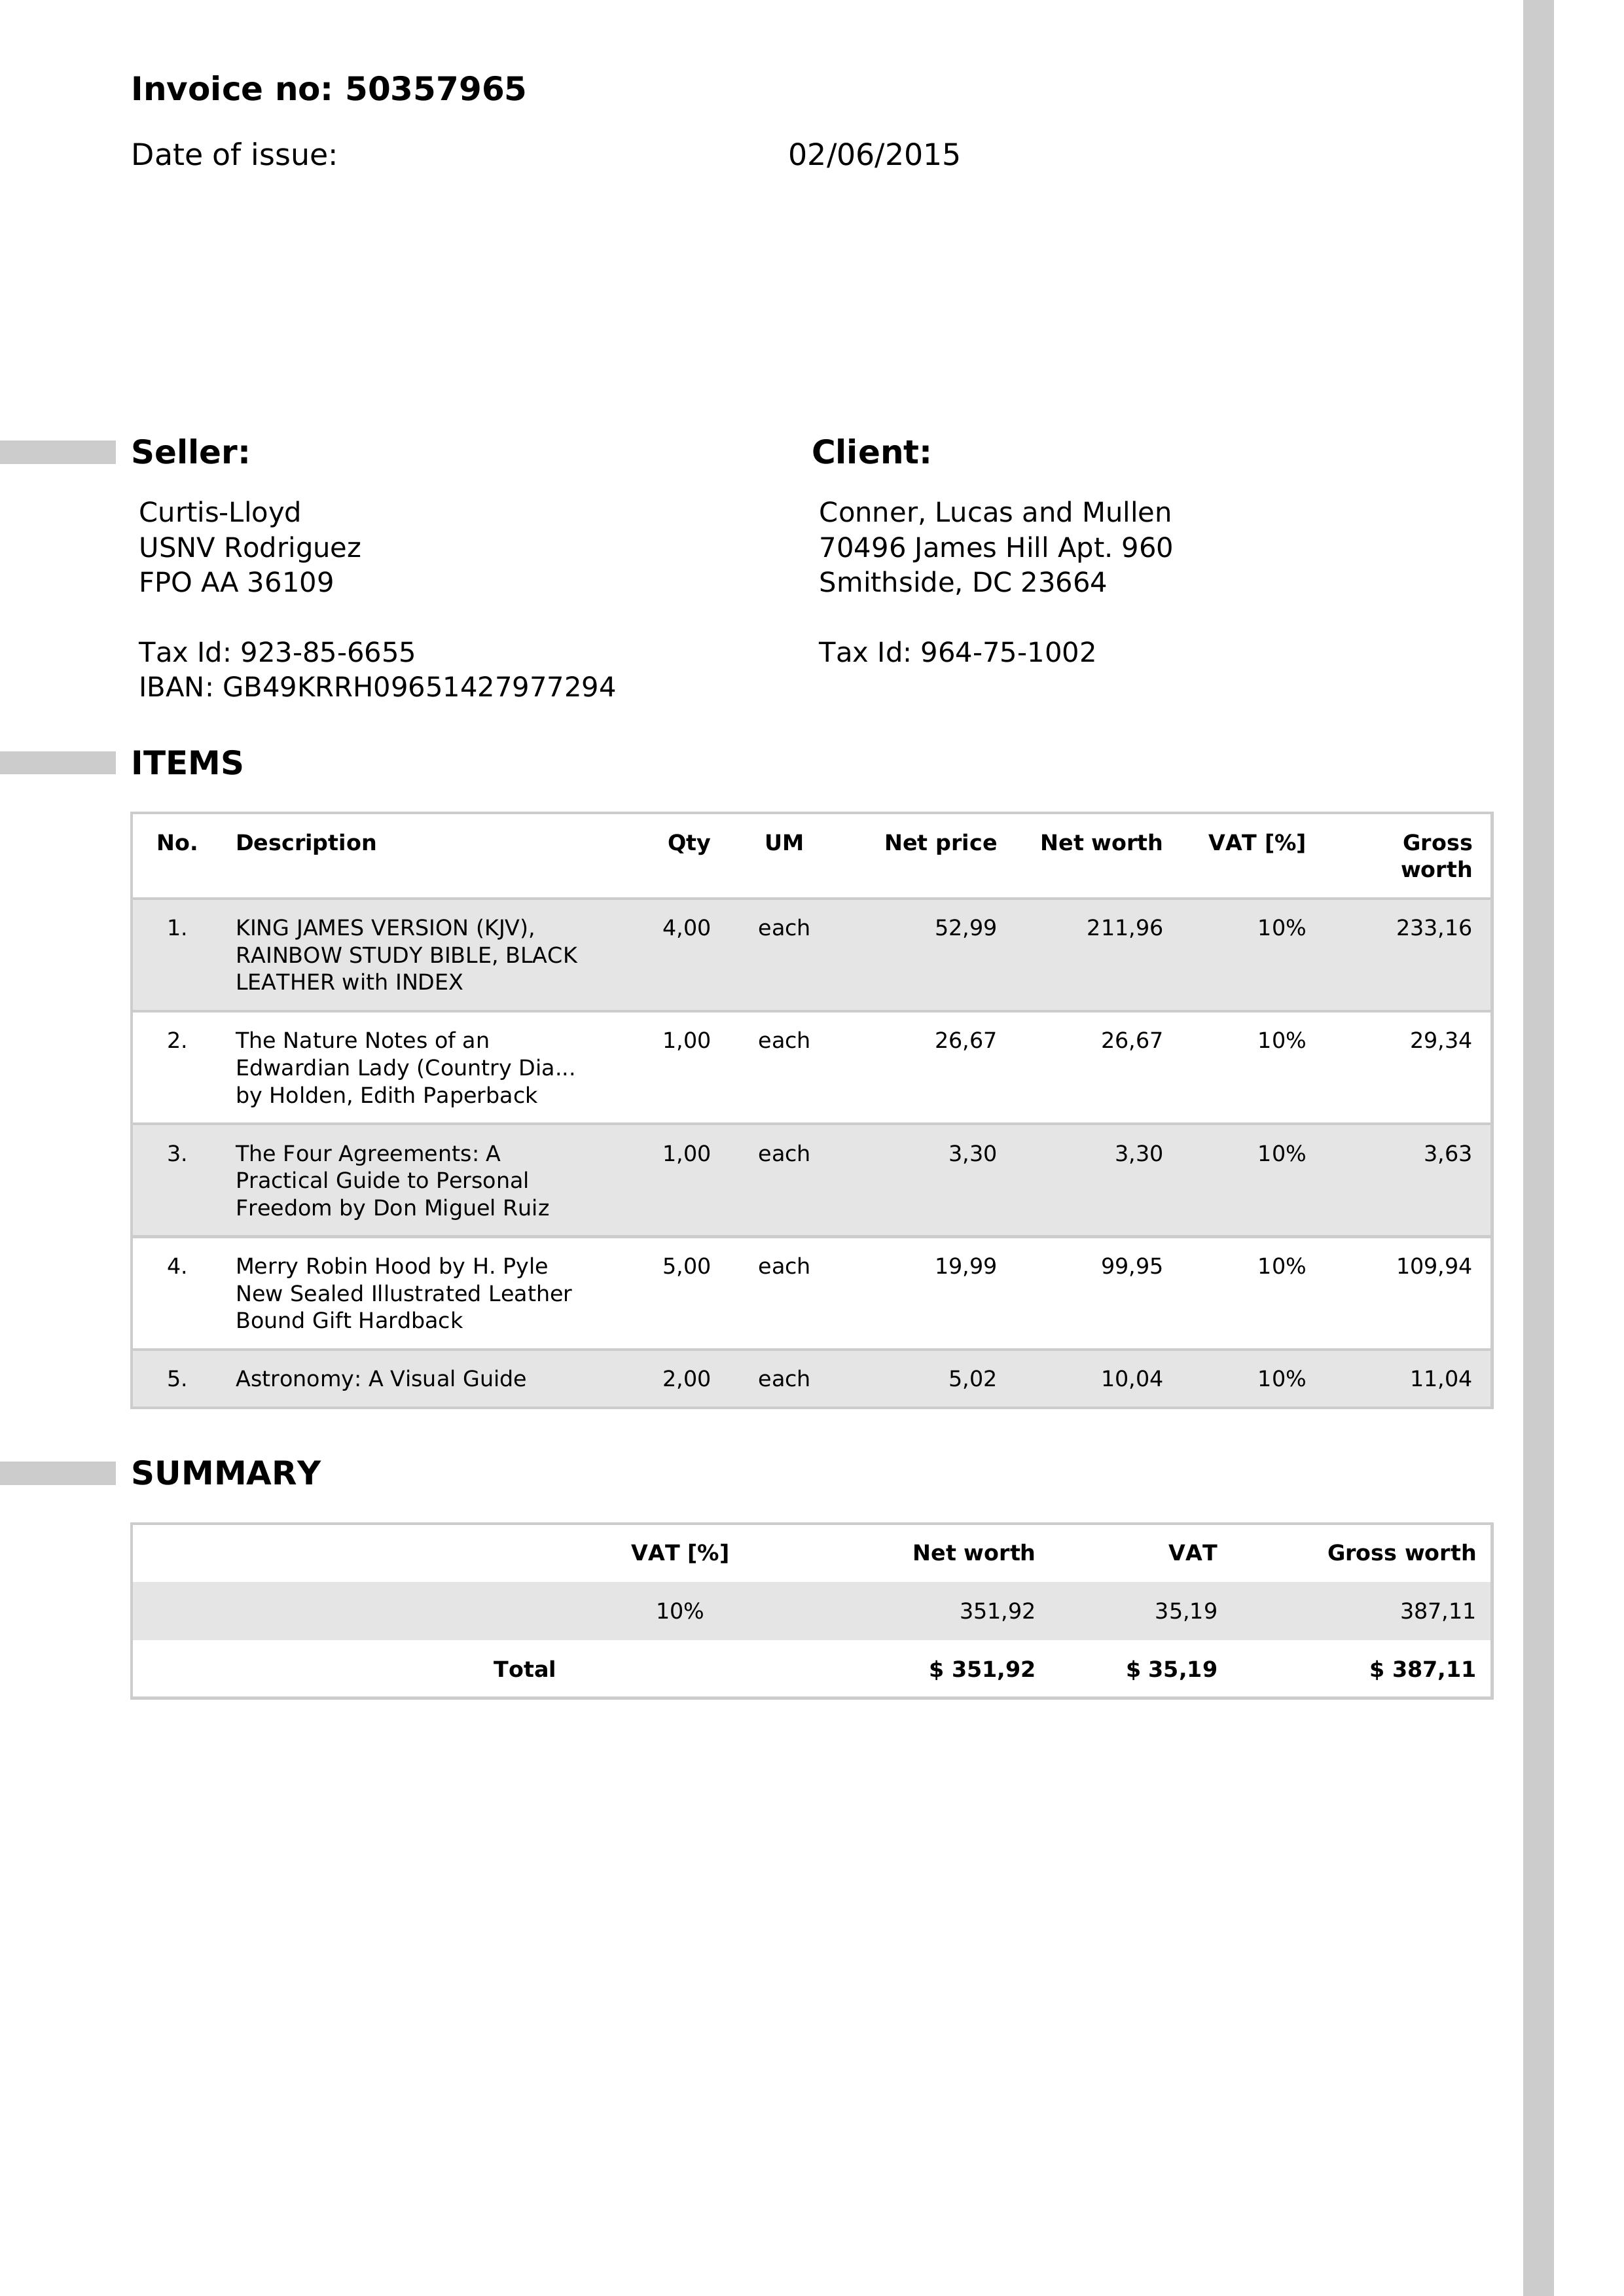 Invoice no: 50357965
Date of issue: 02/06/2015
Seller:
Curtis-Lloyd
USNV Rodriguez
FPO AA 36109
Tax Id: 923-85-6655
IBAN: GB49KRRH09651427977294
Client:
Conner, Lucas and Mullen
70496 James Hill Apt. 960
Smithside, DC 23664
Tax Id: 964-75-1002
ITEMS
No. Description Qty UM Net price Net worth VAT [%] Gross
worth
1. KING JAMES VERSION (KJV), 4,00 each 52,99 211,96 10% 233,16
RAINBOW STUDY BIBLE, BLACK
LEATHER with INDEX
2. The Nature Notes of an 1,00 each 26,67 26,67 10% 29,34
Edwardian Lady (Country Dia...
by Holden, Edith Paperback
3. The Four Agreements: A 1,00 each 3,30 3,30 10% 3,63
Practical Guide to Personal
Freedom by Don Miguel Ruiz
4. Merry Robin Hood by H. Pyle 5,00 each 19,99 99,95 10% 109,94
New Sealed Illustrated Leather
Bound Gift Hardback
5. Astronomy: A Visual Guide 2,00 each 5,02 10,04 10% 11,04
SUMMARY
VAT [%] Net worth VAT Gross worth
10% 351,92 35,19 387,11
Total $ 351,92 $ 35,19 $ 387,11